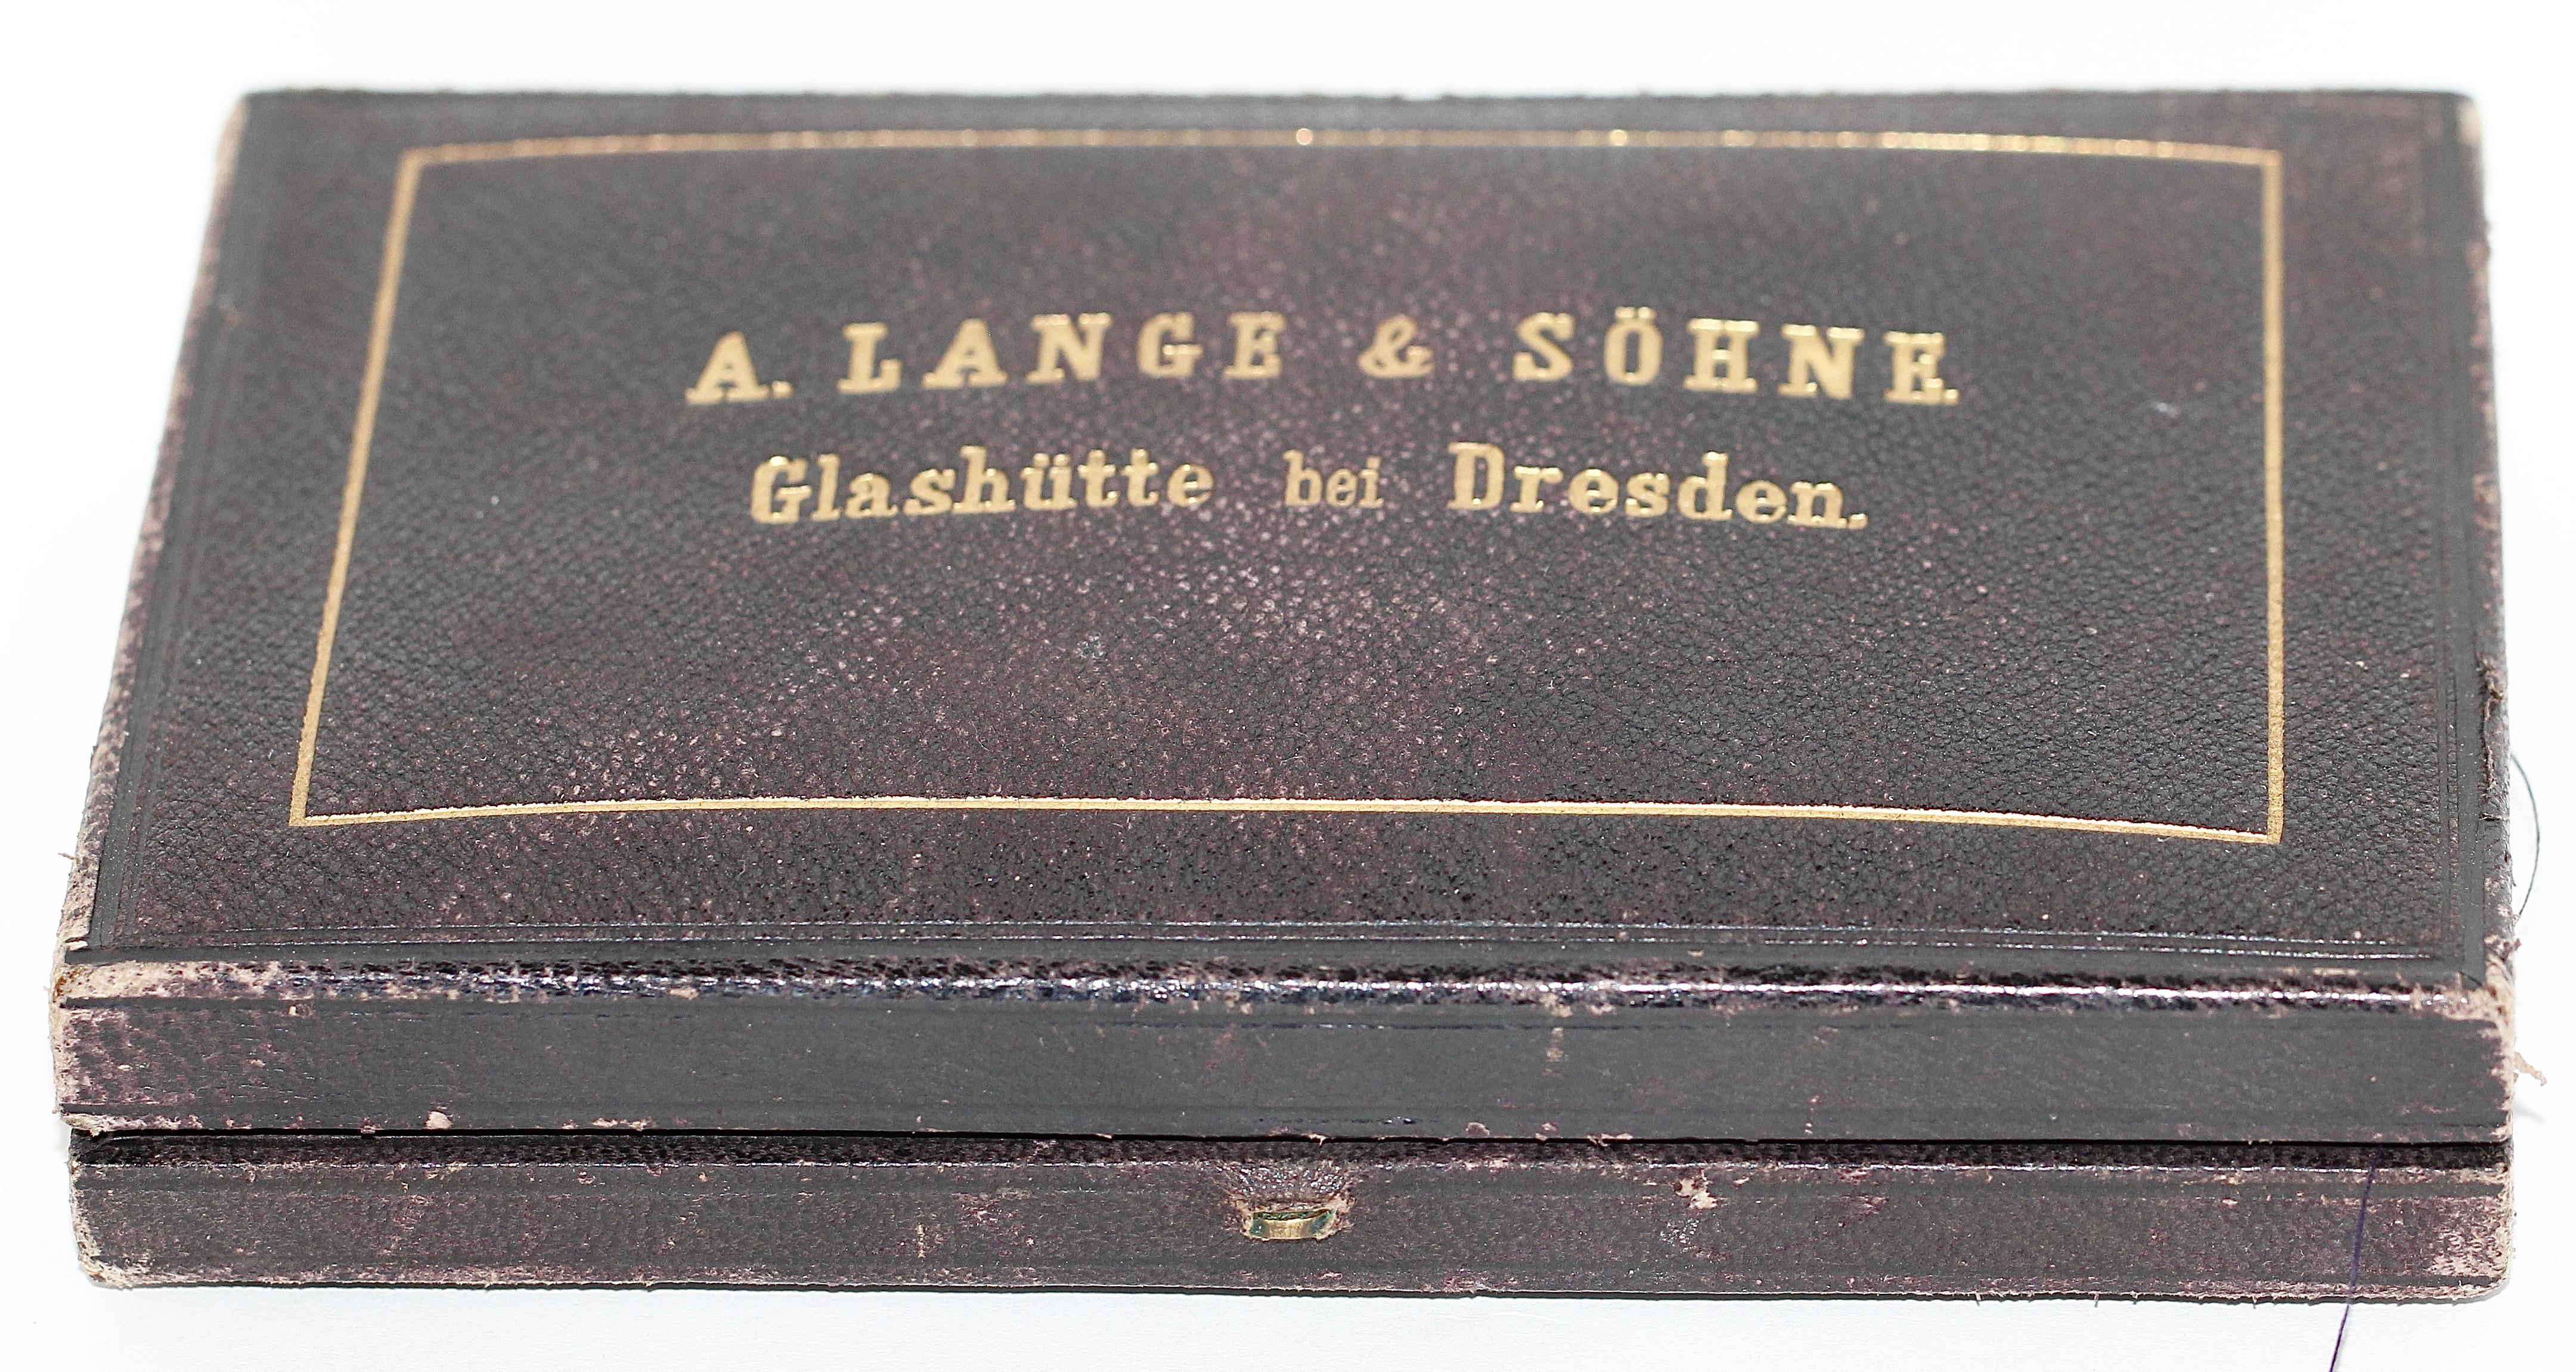 A. LANGE & SÖHNE.
Glashütte bei Dresden.